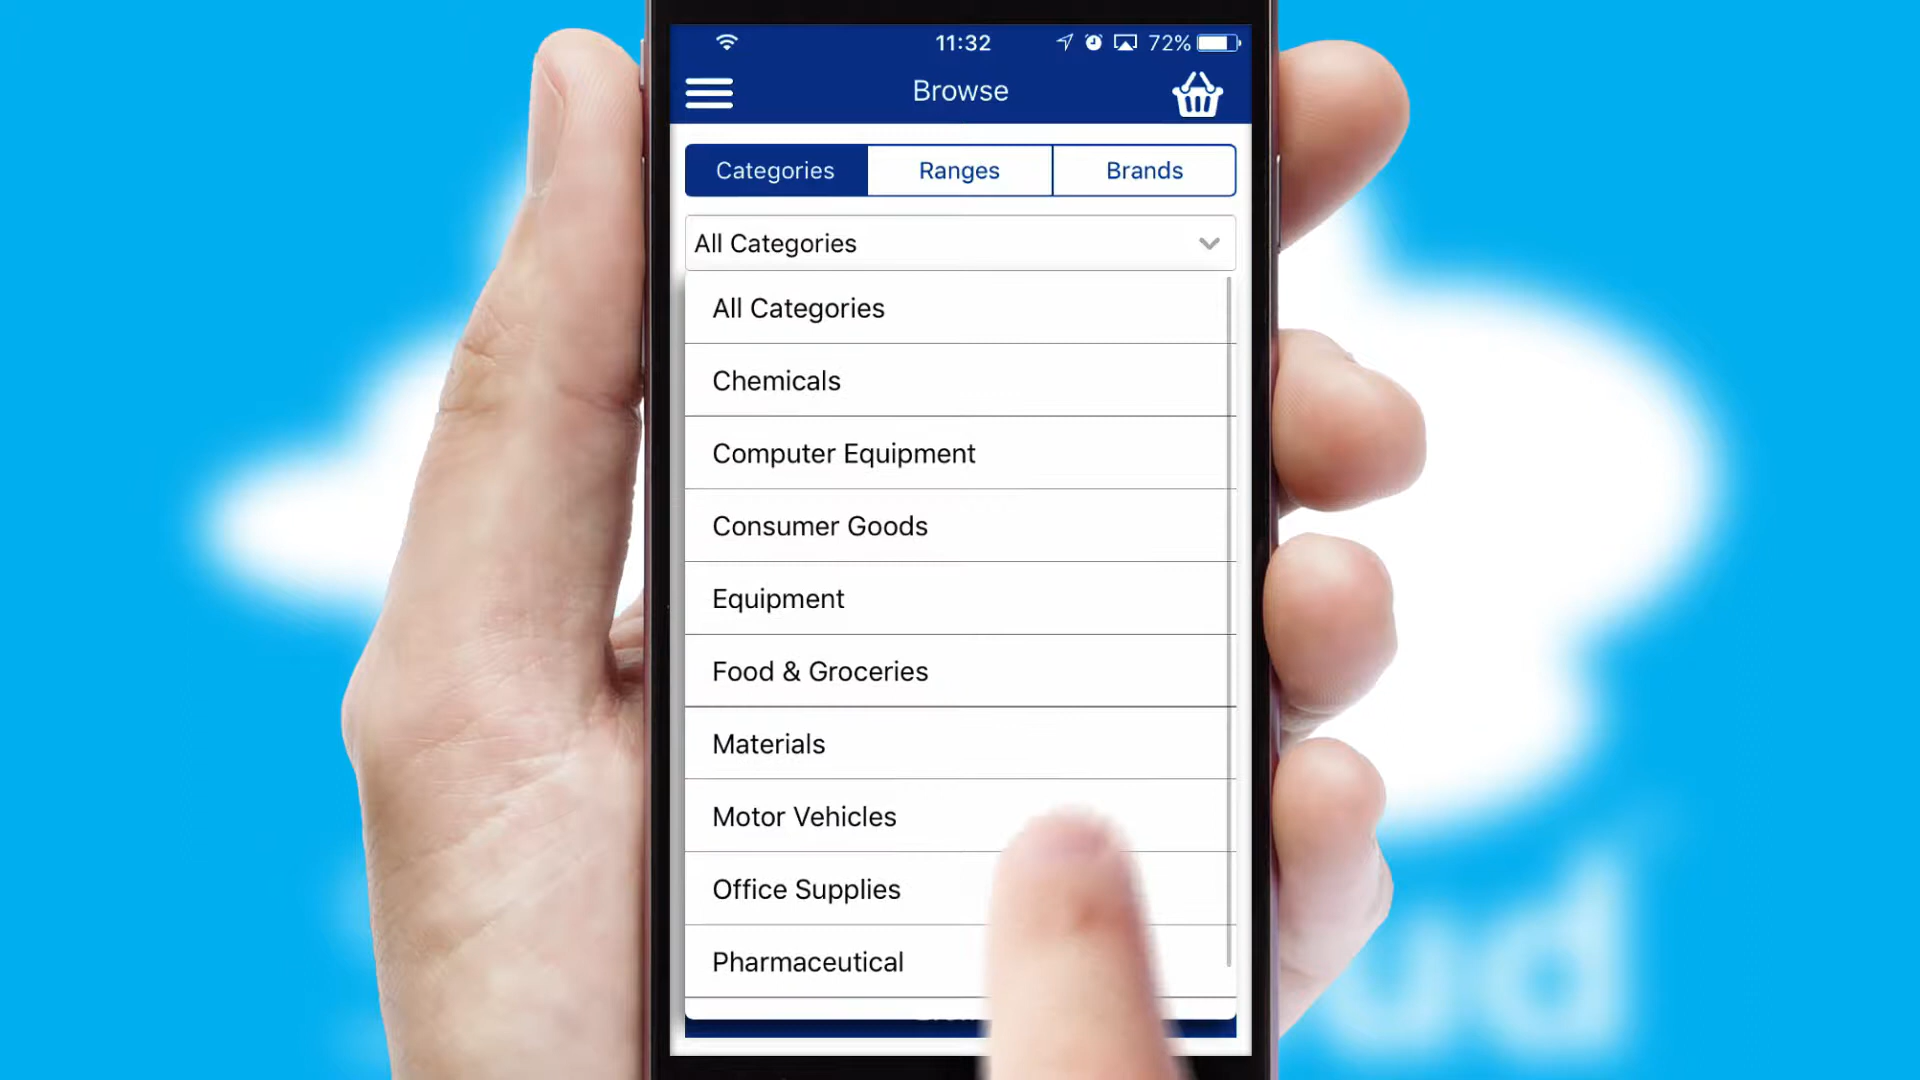 11:32 72%
Browse
Categories Ranges Brands
All Categories
All Categories
Chemicals
Computer Equipment
Consumer Goods
Equipment
Food & Groceries
Materials
Motor Vehicles
Office Supplies
Pharmaceutical